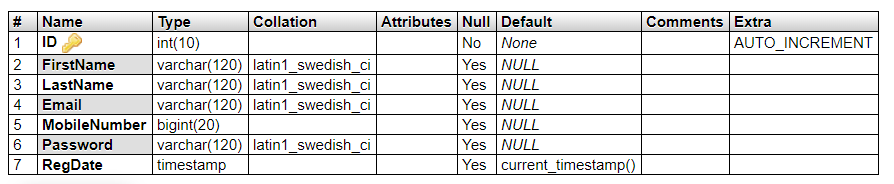 # Name Type Collation Attributes Null Default Comments Extra
1 ID int(10) No None AUTO_INCREMENT
2 FirstName varchar(120) latin1_swedish_ci Yes NULL
3 LastName varchar(120) latin1_swedish_ci Yes NULL
4 Email varchar(120) latin1_swedish_ci Yes NULL
5 MobileNumber bigint(20) Yes NULL
6 Password varchar(120) latin1_swedish_ci Yes NULL
7 RegDate timestamp Yes current_timestamp()